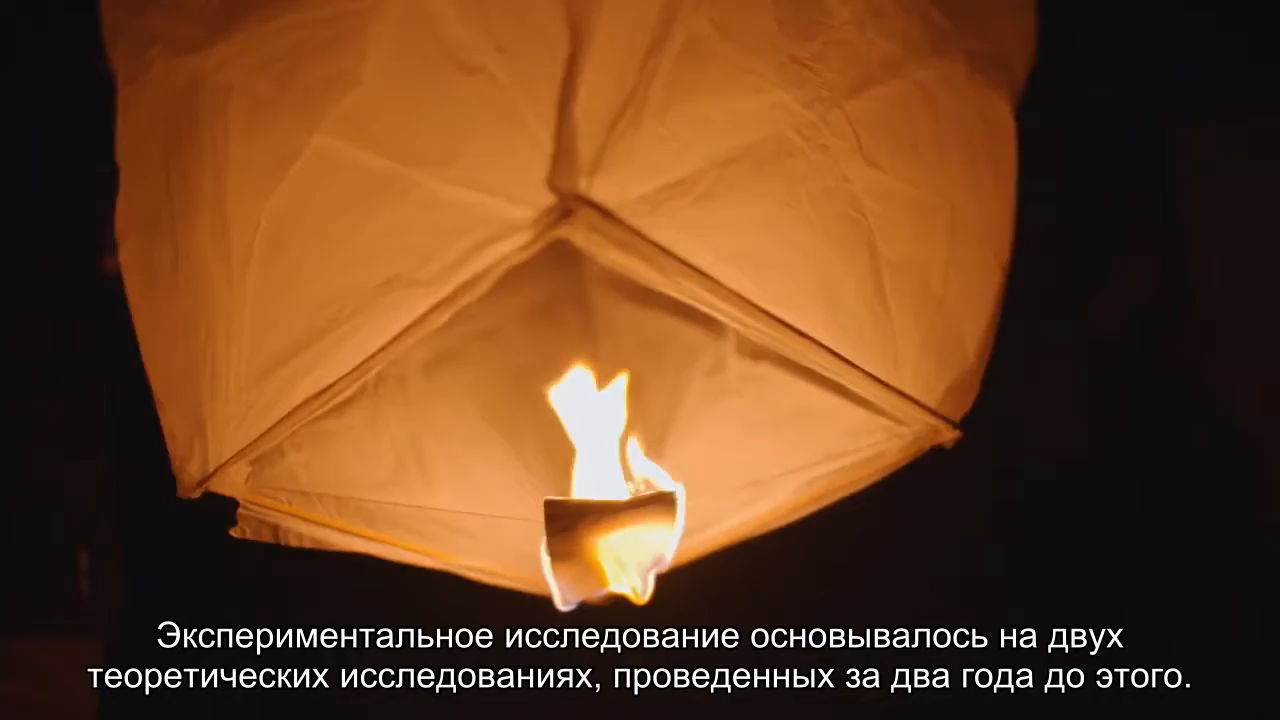 Экспериментальное исследование основывалось на двух
теоретических исследованиях, проведенных за два года до этого.